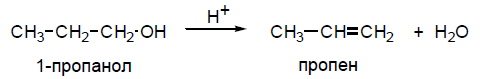 CH₃–CH₂–CH₂-OH H⁺ CH₃–CH=CH₂ + H₂O
1-пропанол пропен